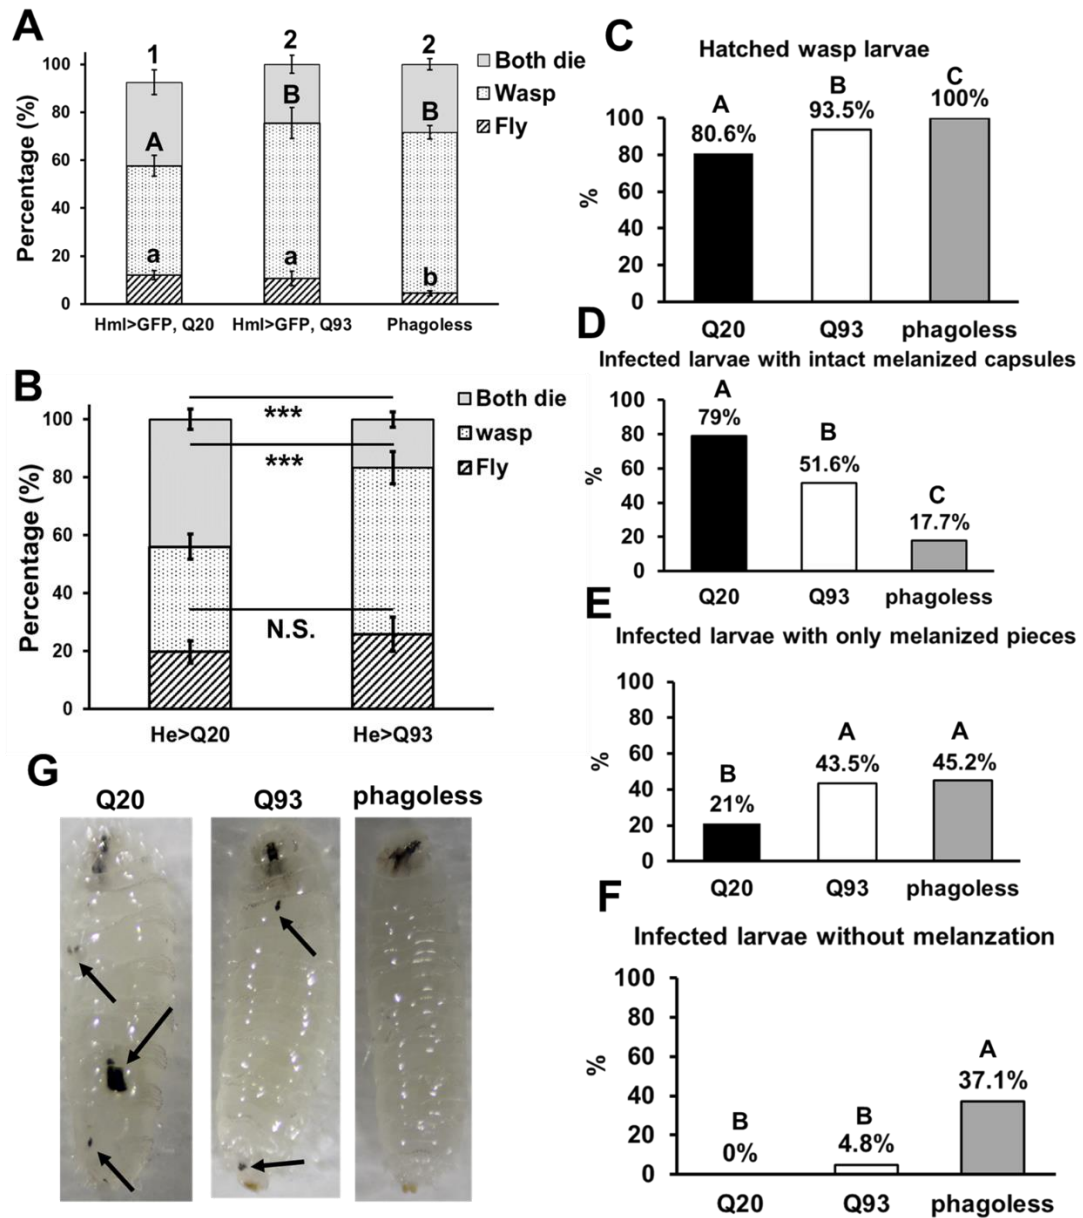 A
Percentage (%)
100
80
60
40
20
0
1
2
2
A
B
B
a
a
b
Both die
Wasp
Fly
Hml>GFP, Q20
Hml>GFP, Q93
Phagoless
B
Percentage (%)
100
80
60
40
20
0
***
***
N.S.
Both die
wasp
Fly
He>Q20
He>Q93
G
Q20
Q93
phagoless
C
Hatched wasp larvae
%
100
80
60
40
20
0
A
80.6%
B
93.5%
C
100%
Q20
Q93
phagoless
D
Infected larvae with intact melanized capsules
%
100
80
60
40
20
0
A
79%
B
51.6%
C
17.7%
Q20
Q93
phagoless
E
Infected larvae with only melanized pieces
%
100
80
60
40
20
0
B
21%
A
43.5%
A
45.2%
Q20
Q93
phagoless
F
Infected larvae without melanzation
%
100
80
60
40
20
0
B
0%
B
4.8%
A
37.1%
Q20
Q93
phagoless